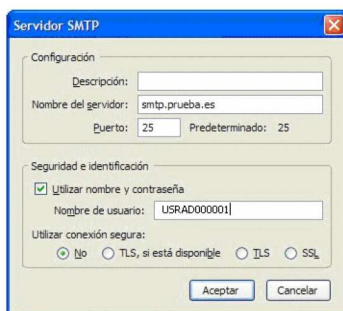 Servidor SMTP
Configuración
Descripción:
Nombre del servidor: smtp.prueba.es
Puerto: 25 Predeterminado: 25
Seguridad e identificación
Utilizar nombre y contraseña
Nombre de usuario: USRAD000001
Utilizar conexión segura:
No TLS, si está disponible TLS SSL
Aceptar Cancelar